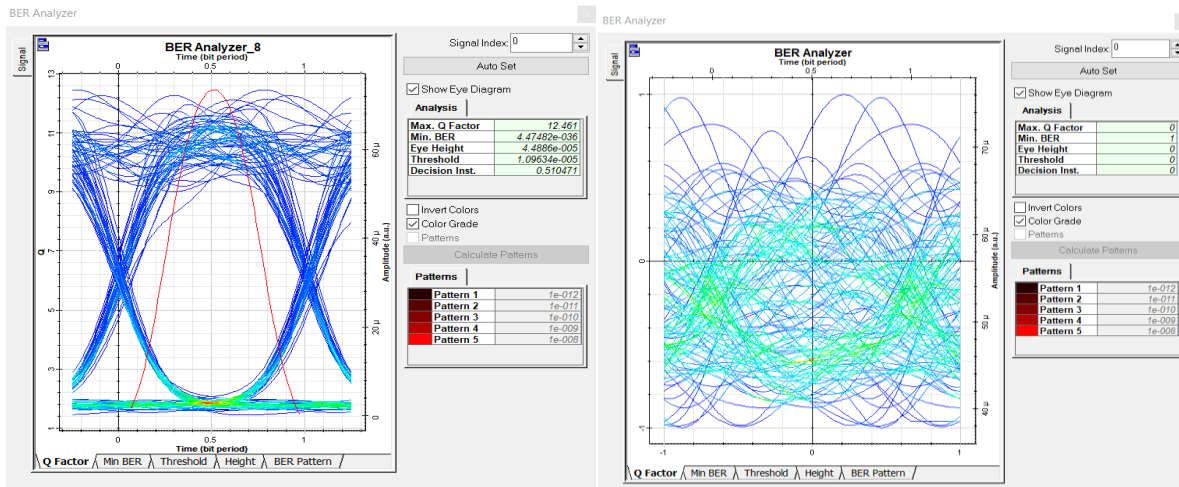 BER Analyzer
Signal
BER Analyzer_8
Time (bit period)
0 0.5 1
Q
13
11
9
7
5
3
1
Amplitude (a.u.)
60 µ
40 µ
20 µ
0
0 0.5 1
Time (bit period)
Q Factor Min BER Threshold Height BER Pattern
Signal Index: 0
Auto Set
Show Eye Diagram
Analysis
Max. Q Factor 12.461
Min. BER 4.47482e-036
Eye Height 4.4886e-005
Threshold 1.09634e-005
Decision Inst. 0.510471
Invert Colors
Color Grade
Patterns
Calculate Patterns
Patterns
Pattern 1 1e-012
Pattern 2 1e-011
Pattern 3 1e-010
Pattern 4 1e-009
Pattern 5 1e-008
BER Analyzer
Signal
BER Analyzer
Time (bit period)
0 0.5 1
1
0
-1
Amplitude (a.u.)
70 µ
60 µ
50 µ
40 µ
-1 0 1
Q Factor Min BER Threshold Height BER Pattern
Signal Index: 0
Auto Set
Show Eye Diagram
Analysis
Max. Q Factor 0
Min. BER 1
Eye Height 0
Threshold 0
Decision Inst. 0
Invert Colors
Color Grade
Patterns
Calculate Patterns
Patterns
Pattern 1 1e-012
Pattern 2 1e-011
Pattern 3 1e-010
Pattern 4 1e-009
Pattern 5 1e-008